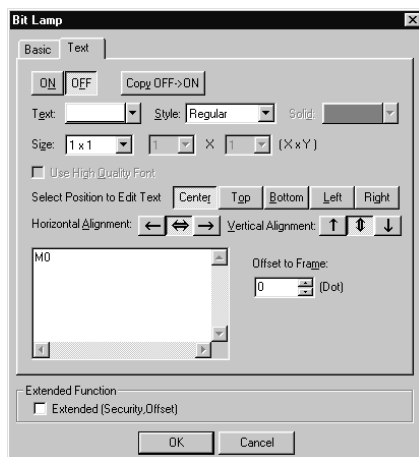 Bit Lamp
Basic Text
ON OFF Copy OFF->ON
Text: Style: Regular Solid:
Size: 1 x 1 1 X 1 (XxY)
Use High Quality Font
Select Position to Edit Text Center Top Bottom Left Right
Horizontal Alignment: Vertical Alignment:
M0
Offset to Frame:
0 (Dot)
Extended Function
Extended (Security,Offset)
OK Cancel